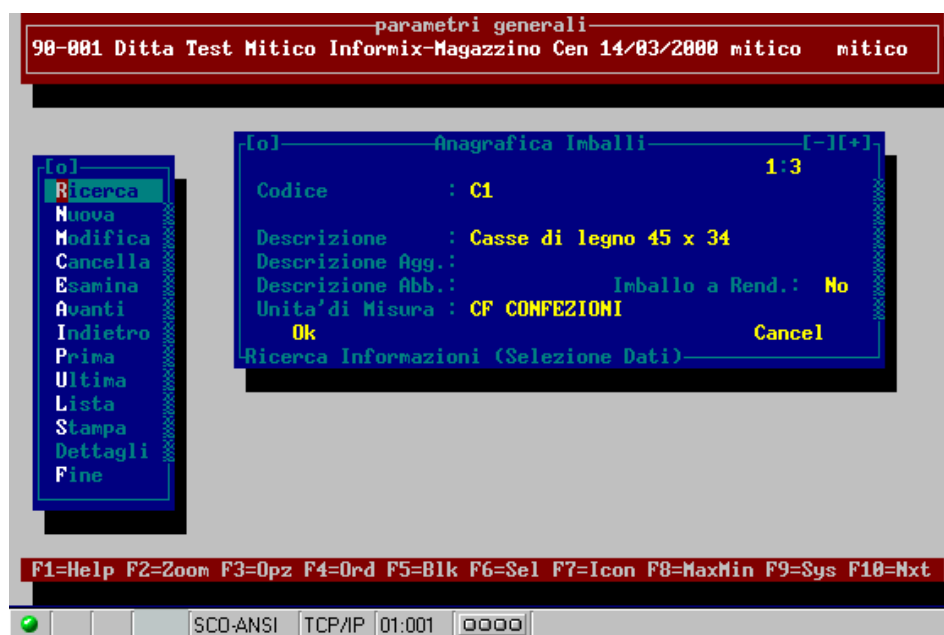 parametri generali
90-001 Ditta Test Mitico Informix-Magazzino Cen 14/03/2000 mitico mitico
[o] Anagrafica Imballi [-][+]
1:3
Codice : C1
Descrizione : Casse di legno 45 x 34
Descrizione Agg.:
Descrizione Abb.: Imballo a Rend.: No
Unita'di Misura : CF CONFEZIONI
Ok Cancel
Ricerca Informazioni (Selezione Dati)
[o]
Ricerca
Nuova
Modifica
Cancella
Esamina
Avanti
Indietro
Prima
Ultima
Lista
Stampa
Dettagli
Fine
F1=Help F2=Zoom F3=Opz F4=Ord F5=Blk F6=Sel F7=Icon F8=MaxMin F9=Sys F10=Nxt
SCO-ANSI TCP/IP 01:001